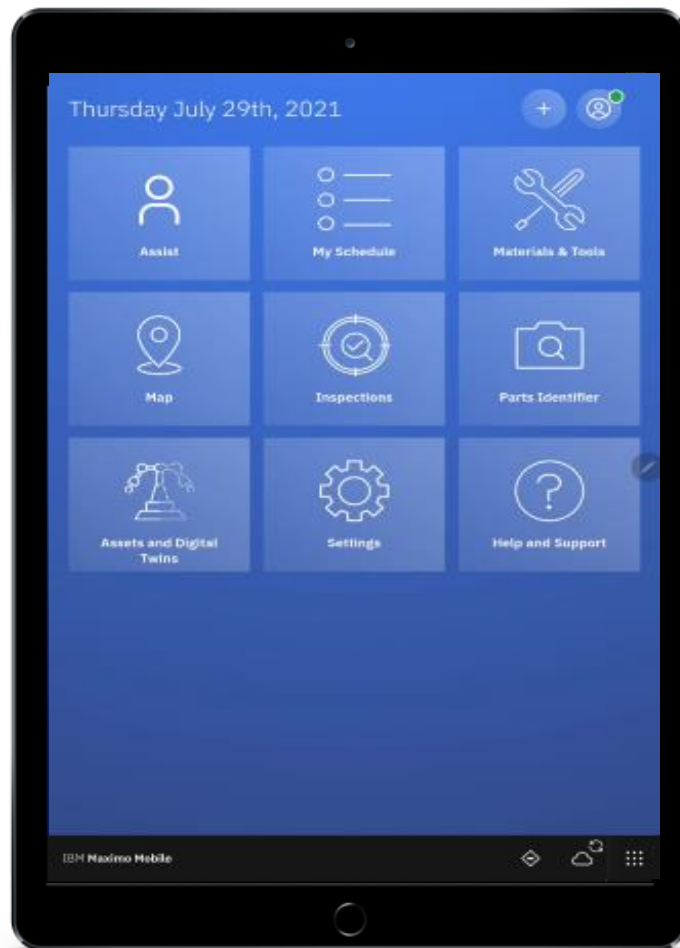 Thursday July 29th, 2021
Assist
My Schedule
Materials & Tools
Map
Inspections
Parts Identifier
Assets and Digital
Twins
Settings
Help and Support
IBM Maximo Mobile